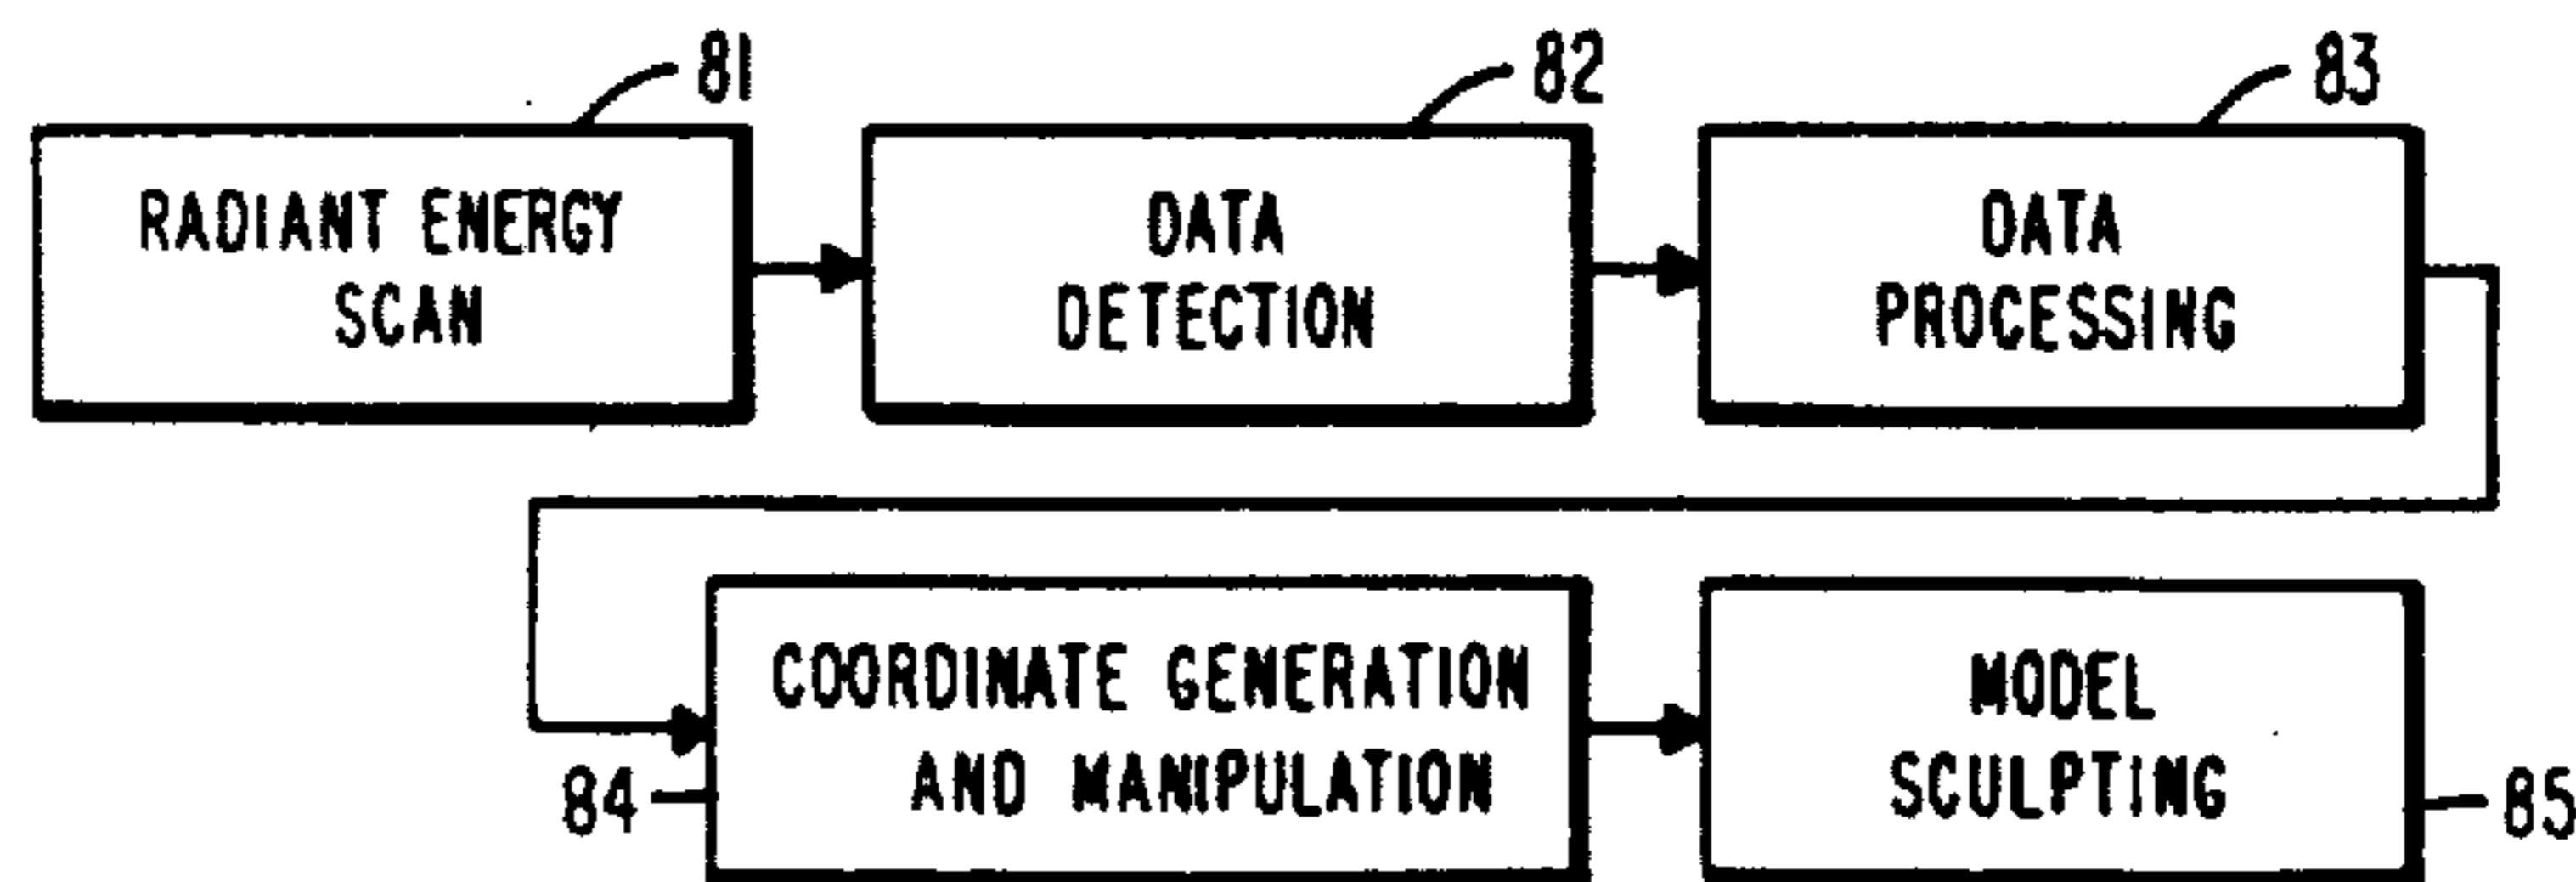 81
82
83
RADIANT ENERGY
SCAN
DATA
DETECTION
DATA
PROCESSING
COORDINATE GENERATION
AND MANIPULATION
84
MODEL
SCULPTING
85